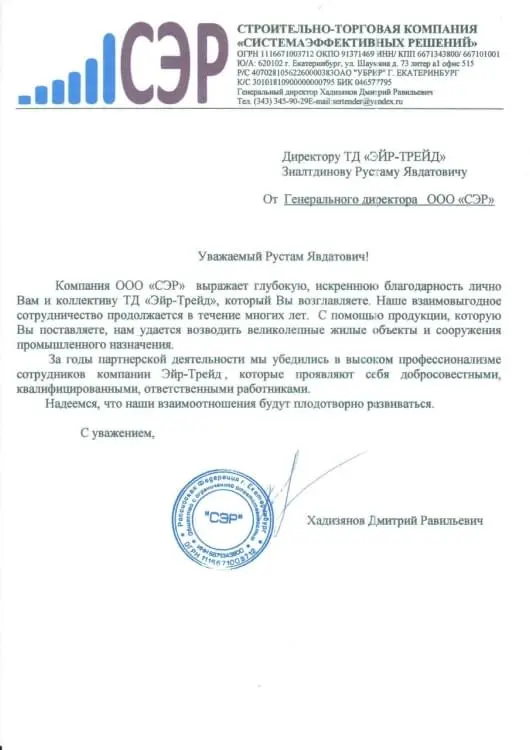 СЭР
СТРОИТЕЛЬНО-ТОРГОВАЯ КОМПАНИЯ
«СИСТЕМАЭФФЕКТИВНЫХ РЕШЕНИЙ»
ОГРН 1116671003712 ОКПО 91371469 ИНН/ КПП 6671343800/ 667101001
Ю/А: 620102 г. Екатеринбург, ул. Шаумяна д. 73 литер а1 офис 515
Р/С 40702810562260000383ОАО "УБРИР" Г. ЕКАТЕРИНБУРГ
К/С 30101810900000000795 БИК 046577795
Генеральный директор Хадизянов Дмитрий Равильевич
Тел. (343) 345-90-29E-mail:sertender@yandex.ru
Директору ТД «ЭЙР-ТРЕЙД»
Зиалтдинову Рустаму Явдатовичу
От Генерального директора ООО «СЭР»
Уважаемый Рустам Явдатович!
Компания ООО «СЭР» выражает глубокую, искреннюю благодарность лично
Вам и коллективу ТД «Эйр-Трейд», который Вы возглавляете. Наше взаимовыгодное
сотрудничество продолжается в течение многих лет. С помощью продукции, которую
Вы поставляете, нам удается возводить великолепные жилые объекты и сооружения
промышленного назначения.
За годы партнерской деятельности мы убедились в высоком профессионализме
сотрудников компании Эйр-Трейд , которые проявляют себя добросовестными,
квалифицированными, ответственными работниками.
Надеемся, что наши взаимоотношения будут плодотворно развиваться.
С уважением,
Российская Федерация г. Екатеринбург
Общество с ограниченной ответственностью
"СЭР"
ИНН 6671343800
ОГРН 1116671003712
Хадизянов Дмитрий Равильевич